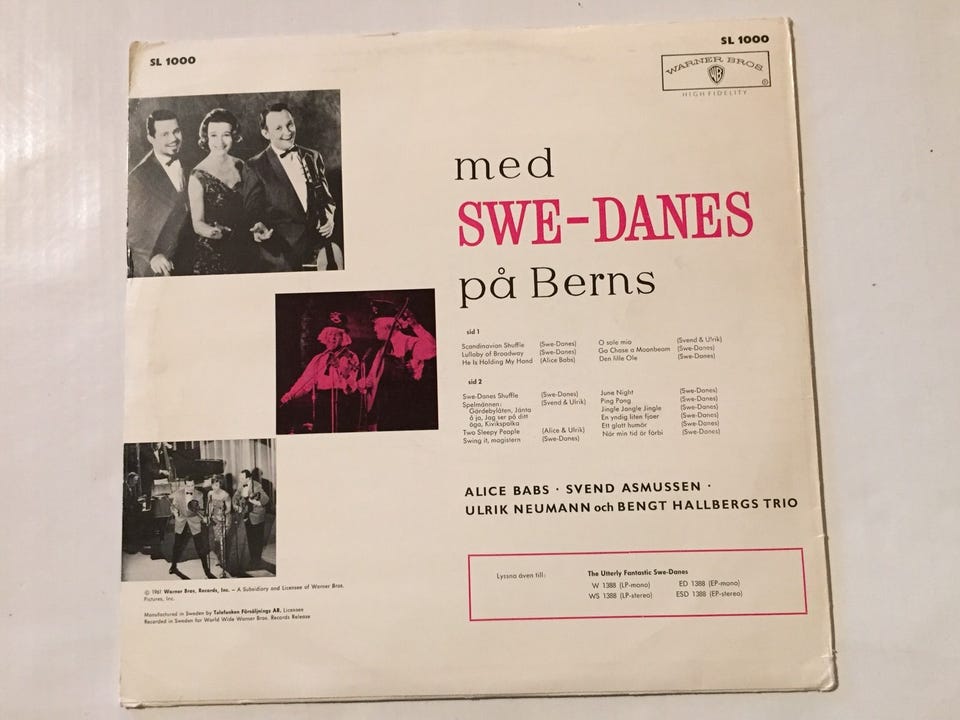 SL 1000
SL 1000
WARNER BROS.
WB
HIGH FIDELITY
med
SWE-DANES
på Berns
sid 1
Scandinavian Shuffle (Swe-Danes)
Lullaby of Broadway (Swe-Danes)
He Is Holding My Hand (Alice Babs)
O sole mio (Svend & Ulrik)
Go Chase a Moonbeam (Swe-Danes)
Den lille Ole (Swe-Danes)
sid 2
Swe-Danes Shuffle (Swe-Danes)
Spelmännen: (Svend & Ulrik)
Gärdebylåten, Jänta
å ja, Jag ser på ditt
öga, Kivikspolka
Two Sleepy People (Alice & Ulrik)
Swing it, magistern (Swe-Danes)
June Night (Swe-Danes)
Ping Pong (Swe-Danes)
Jingle Jangle Jingle (Swe-Danes)
En yndig liten fjaer (Swe-Danes)
Ett glatt humör (Swe-Danes)
När min tid är förbi (Swe-Danes)
ALICE BABS · SVEND ASMUSSEN ·
ULRIK NEUMANN och BENGT HALLBERGS TRIO
Lyssna även till: The Utterly Fantastic Swe-Danes
W 1388 (LP-mono) ED 1388 (EP-mono)
WS 1388 (LP-stereo) ESD 1388 (EP-stereo)
© 1961 Warner Bros. Records, Inc. – A Subsidiary and Licensee of Warner Bros.
Pictures, Inc.
Manufactured in Sweden by Telefunken Försäljnings AB, Licensee
Recorded in Sweden for World Wide Warner Bros. Records Release